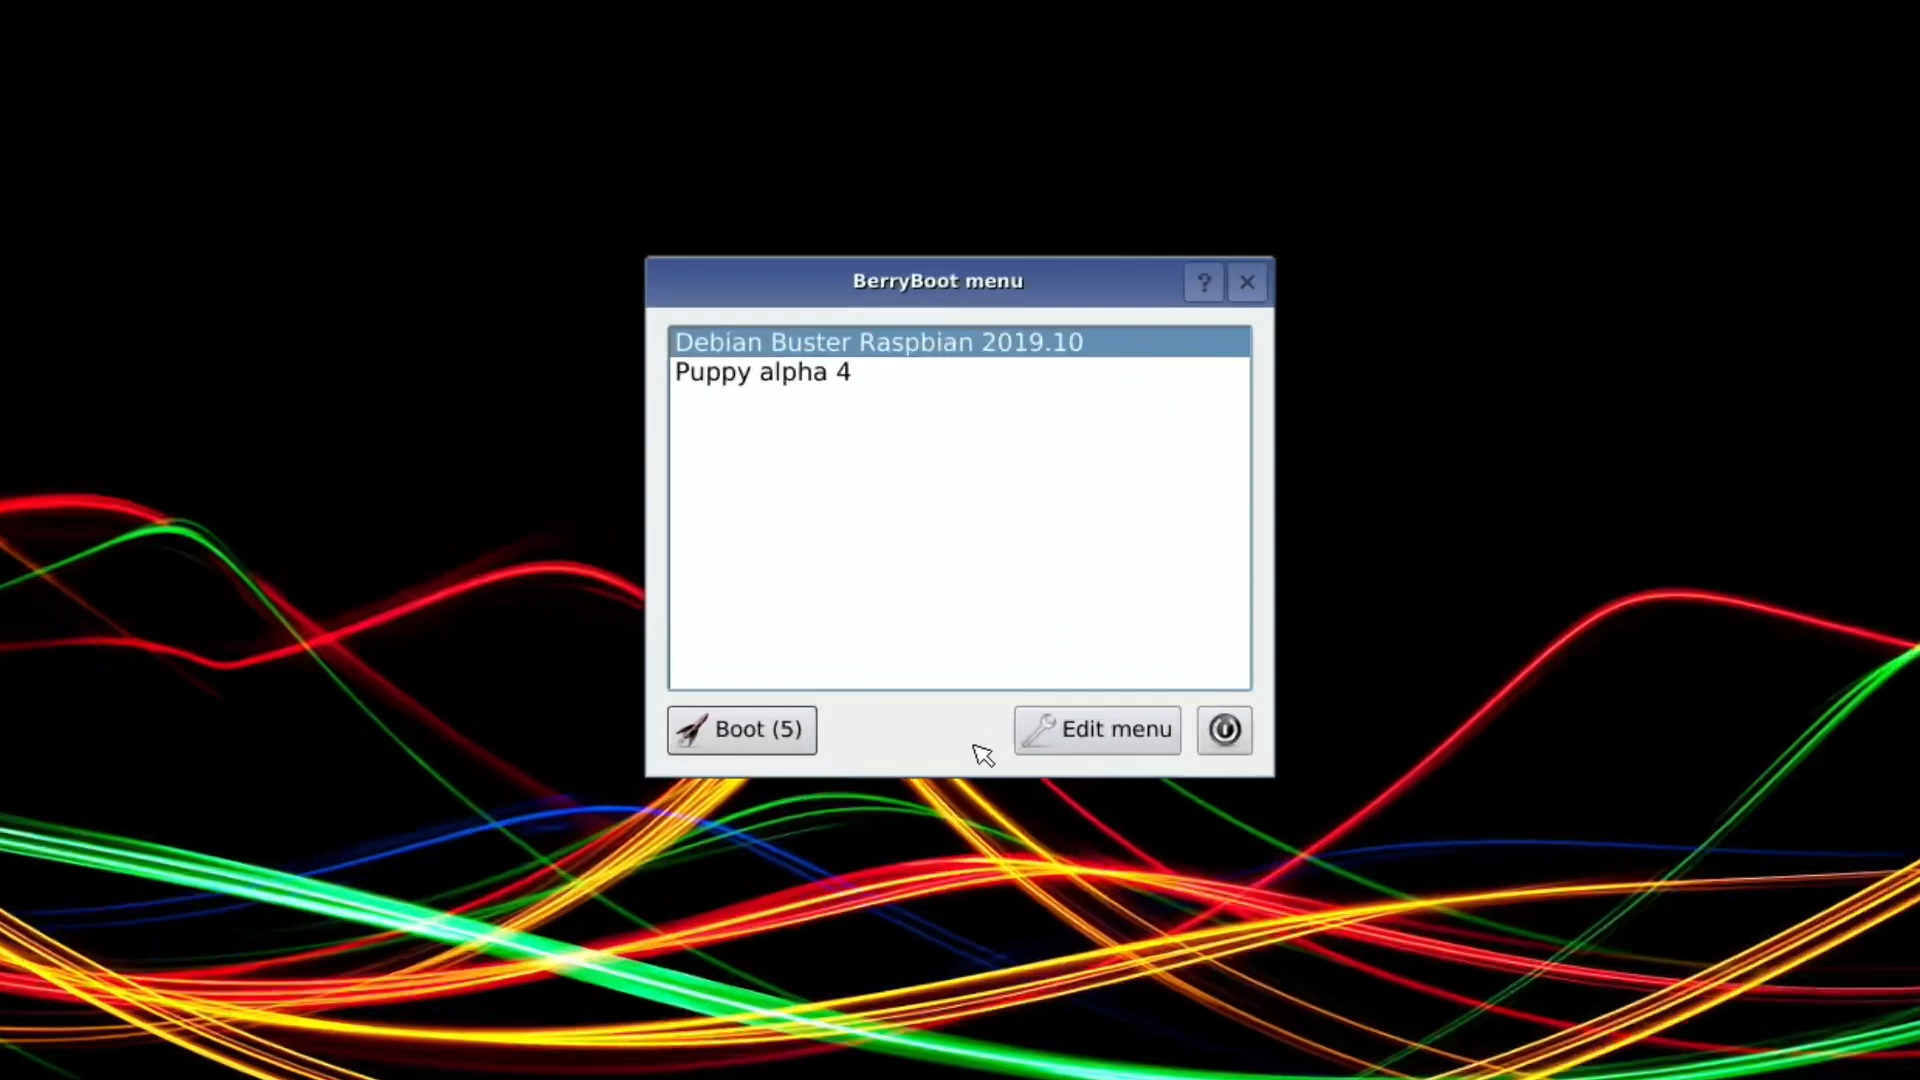 BerryBoot menu
?
Debian Buster Raspbian 2019.10
Puppy alpha 4
Boot (5)
Edit menu